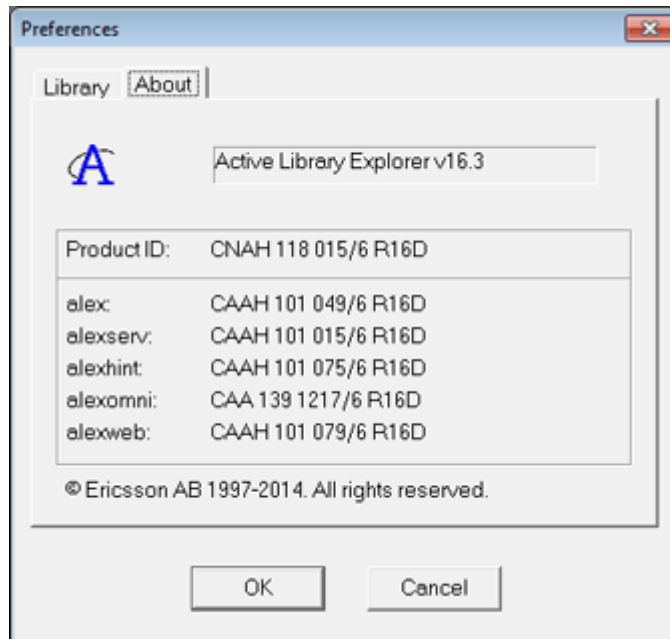 Preferences
Library About
A
Active Library Explorer v16.3
Product ID: CNAH 118 015/6 R16D
alex: CAAH 101 049/6 R16D
alexserv: CAAH 101 015/6 R16D
alexhint: CAAH 101 075/6 R16D
alexomni: CAA 139 1217/6 R16D
alexweb: CAAH 101 079/6 R16D
© Ericsson AB 1997-2014. All rights reserved.
OK Cancel